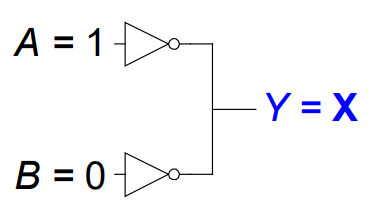 A = 1
Y = X
B = 0